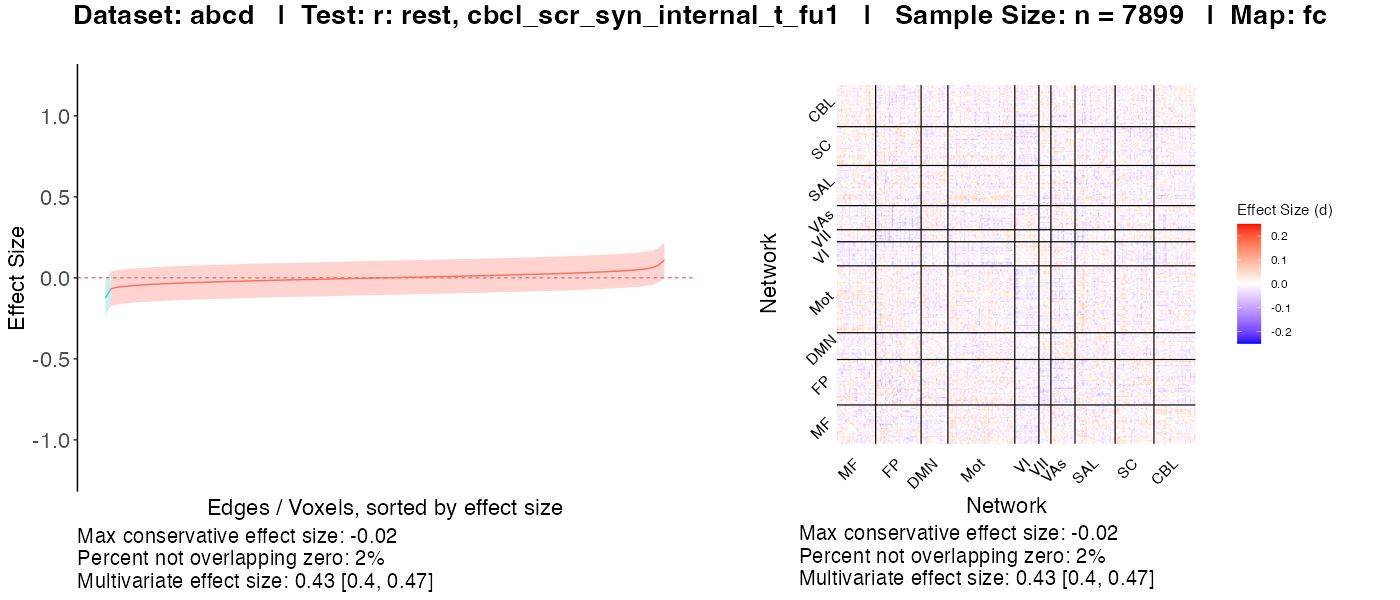 Dataset: abcd | Test: r: rest, cbcl_scr_syn_internal_t_fu1 | Sample Size: n = 7899 | Map: fc
1.0
0.5
0.0
-0.5
-1.0
Effect Size
Edges / Voxels, sorted by effect size
Max conservative effect size: -0.02
Percent not overlapping zero: 2%
Multivariate effect size: 0.43 [0.4, 0.47]
Network
CBL
SC
SAL
VAs
VII
VI
Mot
DMN
FP
MF
MF
FP
DMN
Mot
VI
VII
VAs
SAL
SC
CBL
Network
Max conservative effect size: -0.02
Percent not overlapping zero: 2%
Multivariate effect size: 0.43 [0.4, 0.47]
Effect Size (d)
0.2
0.1
0.0
-0.1
-0.2